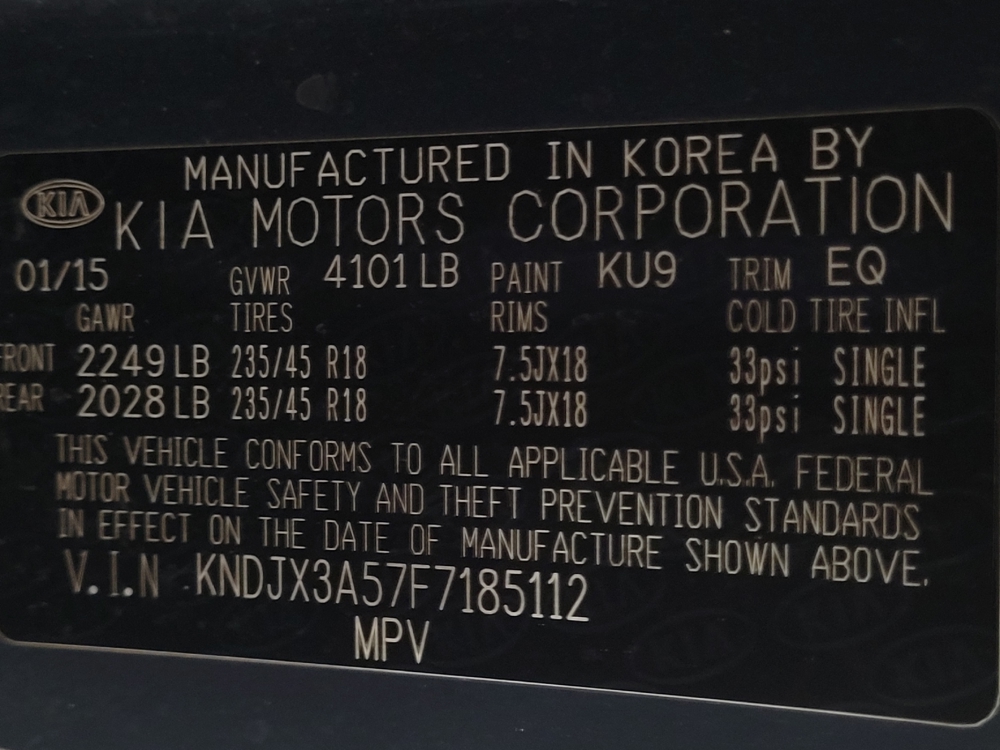 MANUFACTURED IN KOREA BY
KIA KIA MOTORS CORPORATION
01/15 GVWR 4101 LB PAINT KU9 TRIM EQ
GAWR TIRES RIMS COLD TIRE INFL
FRONT 2249 LB 235/45 R18 7.5JX18 33psi SINGLE
REAR 2028 LB 235/45 R18 7.5JX18 33psi SINGLE
THIS VEHICLE CONFORMS TO ALL APPLICABLE U.S.A. FEDERAL
MOTOR VEHICLE SAFETY AND THEFT PREVENTION STANDARDS
IN EFFECT ON THE DATE OF MANUFACTURE SHOWN ABOVE.
V.I.N KNDJX3A57F7185112
MPV